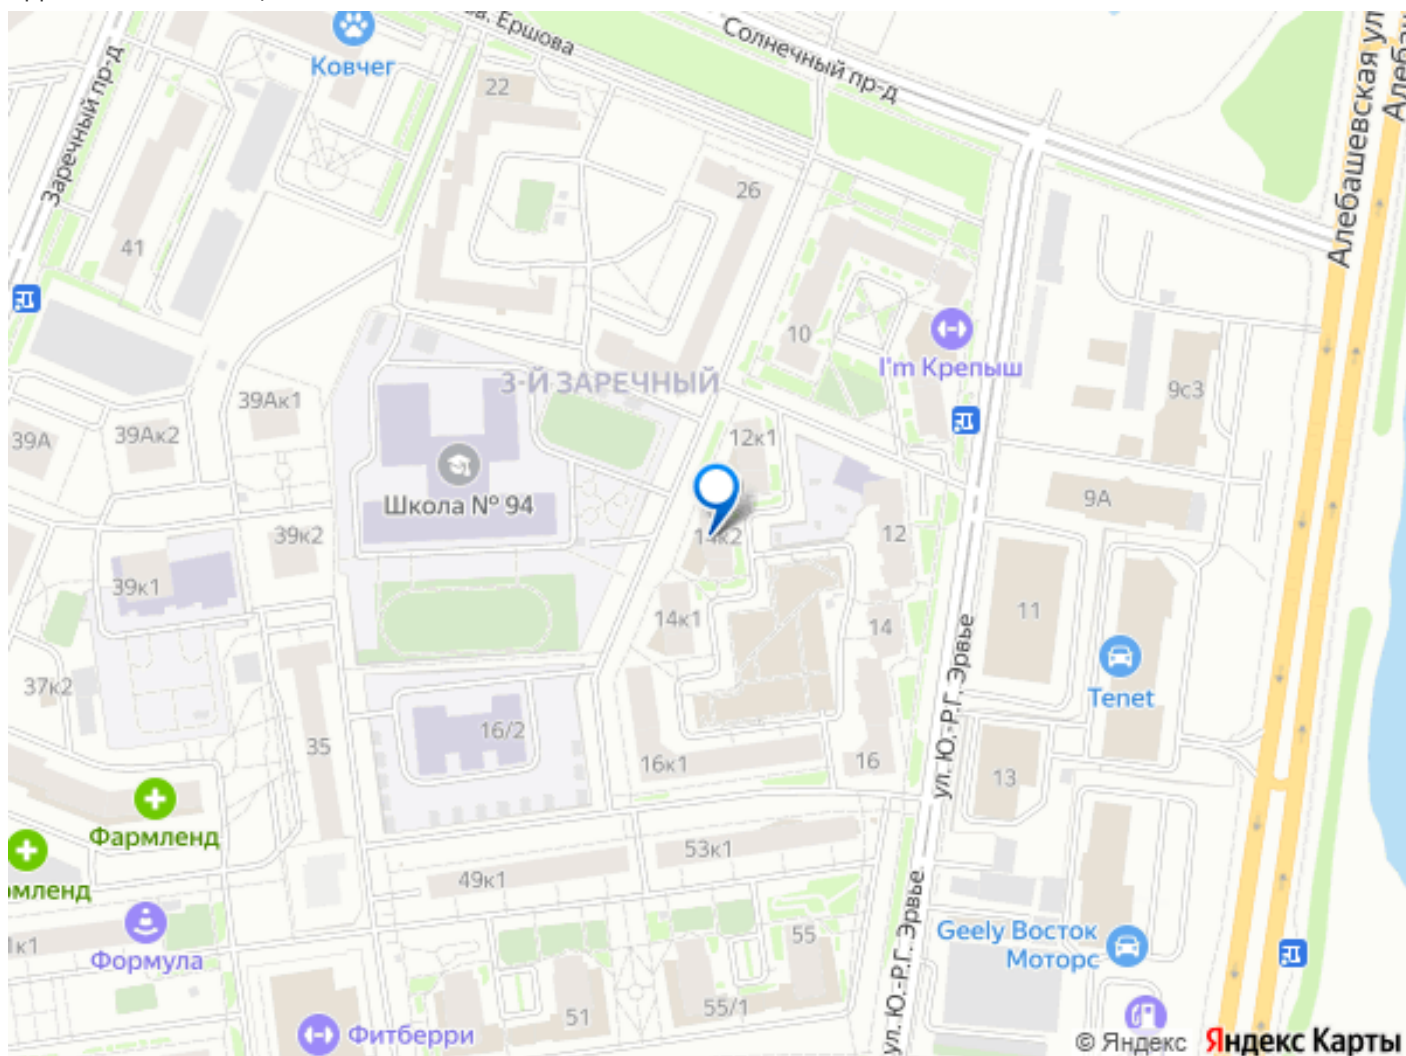 Ковчег
Ершова
Солнечный пр-д
Заречный пр-д
Алебашевская ул
22
26
41
10
I'm Крепыш
3-Й ЗАРЕЧНЫЙ
9с3
39Ак1
39А
39Ак2
12к1
Школа № 94
9А
39к2
14к2
12
39к1
14к1
14
11
ул. Ю.-Р.Г. Эрвье
Tenet
37к2
35
16/2
16к1
16
13
Фармленд
рмленд
53к1
49к1
1к1
Формула
55
ул. Ю.-Р.Г. Эрвье
Geely Восток
Моторс
51
55/1
Фитберри
© Яндекс Яндекс Карты